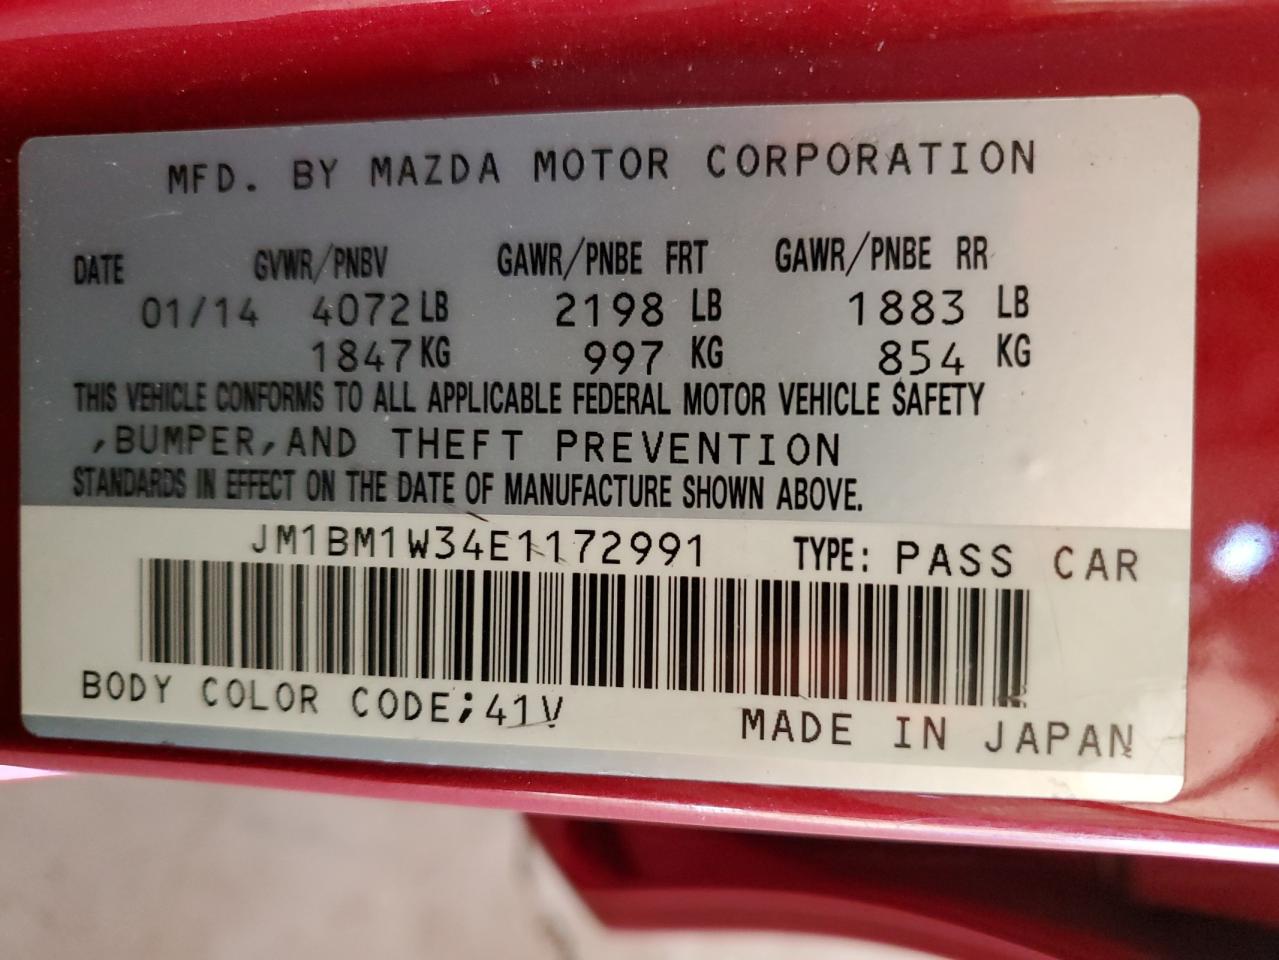 MFD. BY MAZDA MOTOR CORPORATION
DATE GVWR/PNBV GAWR/PNBE FRT GAWR/PNBE RR
01/14 4072 LB 2198 LB 1883 LB
1847 KG 997 KG 854 KG
THIS VEHICLE CONFORMS TO ALL APPLICABLE FEDERAL MOTOR VEHICLE SAFETY
,BUMPER,AND THEFT PREVENTION
STANDARDS IN EFFECT ON THE DATE OF MANUFACTURE SHOWN ABOVE.
JM1BM1W34E1172991 TYPE: PASS CAR
BODY COLOR CODE;41V MADE IN JAPAN